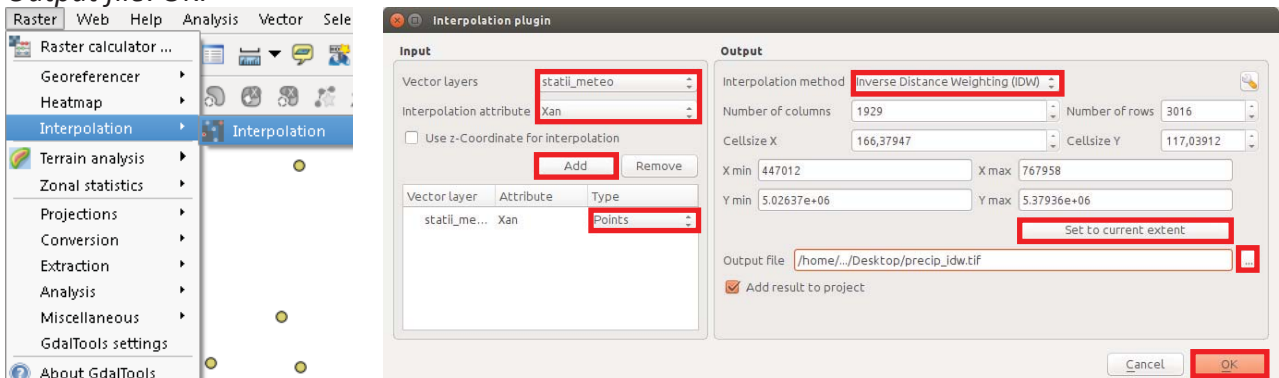 Output file. OK.
Raster Web Help Analysis Vector Sele
Raster calculator ...
Georeferencer
Heatmap
Interpolation
Interpolation
Terrain analysis
Zonal statistics
Projections
Conversion
Extraction
Analysis
Miscellaneous
GdalTools settings
About GdalTools
Interpolation plugin
Input
Vector layers statii_meteo
Interpolation attribute Xan
Use z-Coordinate for interpolation
Add Remove
Vector layer Attribute Type
statii_me... Xan Points
Output
Interpolation method Inverse Distance Weighting (IDW)
Number of columns 1929 Number of rows 3016
Cellsize X 166,37947 Cellsize Y 117,03912
X min 447012 X max 767958
Y min 5.02637e+06 Y max 5.37936e+06
Set to current extent
Output file /home/.../Desktop/precip_idw.tif ...
Add result to project
Cancel OK